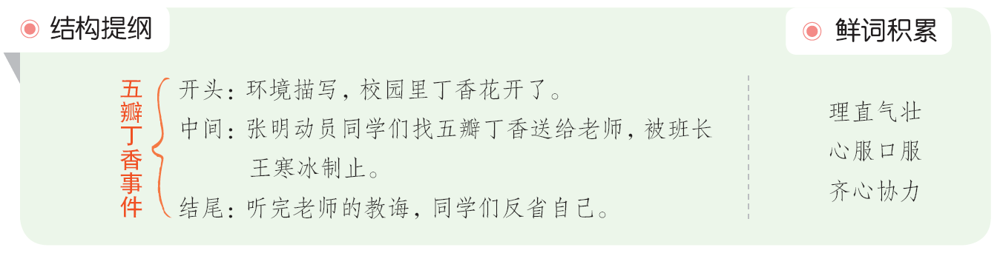 结构提纲
鲜词积累
五瓣丁香事件
开头：环境描写，校园里丁香花开了。
中间：张明动员同学们找五瓣丁香送给老师，被班长
王寒冰制止。
结尾：听完老师的教诲，同学们反省自己。
理直气壮
心服口服
齐心协力